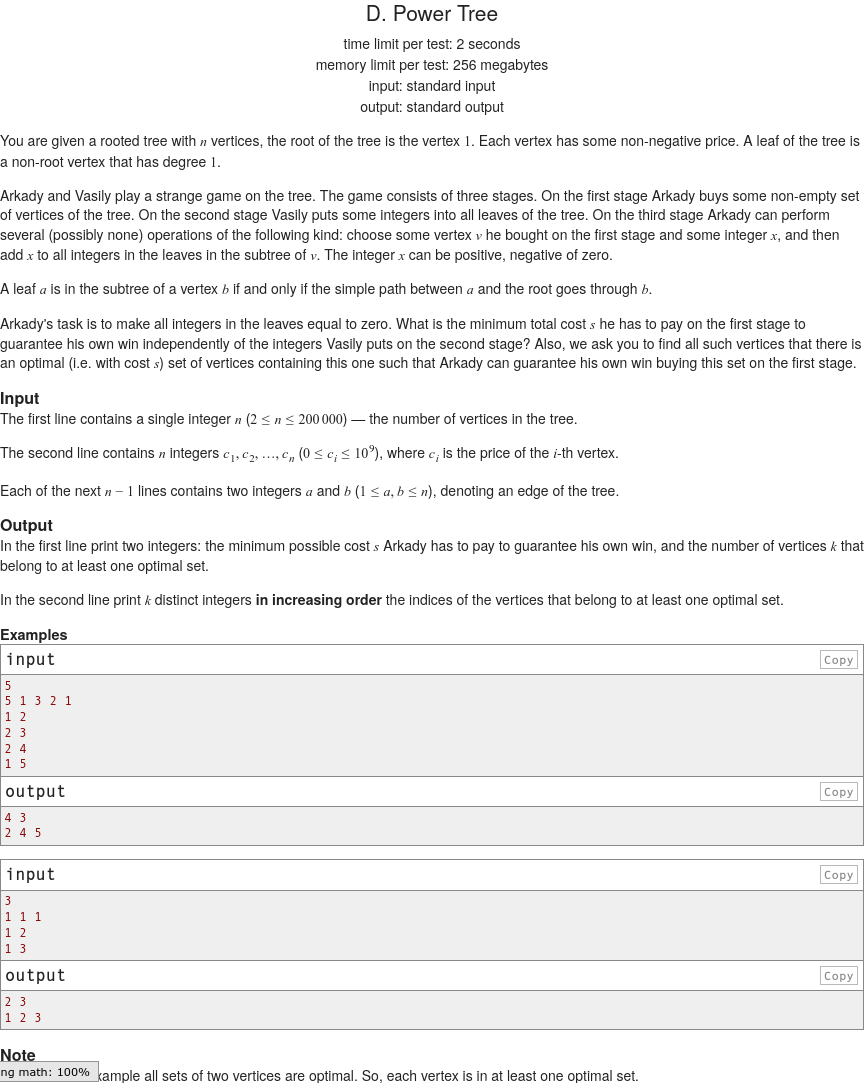 D. Power Tree
time limit per test: 2 seconds
memory limit per test: 256 megabytes
input: standard input
output: standard output
You are given a rooted tree with n vertices, the root of the tree is the vertex 1. Each vertex has some non-negative price. A leaf of the tree is
a non-root vertex that has degree 1.
Arkady and Vasily play a strange game on the tree. The game consists of three stages. On the first stage Arkady buys some non-empty set
of vertices of the tree. On the second stage Vasily puts some integers into all leaves of the tree. On the third stage Arkady can perform
several (possibly none) operations of the following kind: choose some vertex v he bought on the first stage and some integer x, and then
add x to all integers in the leaves in the subtree of v. The integer x can be positive, negative of zero.
A leaf a is in the subtree of a vertex b if and only if the simple path between a and the root goes through b.
Arkady's task is to make all integers in the leaves equal to zero. What is the minimum total cost s he has to pay on the first stage to
guarantee his own win independently of the integers Vasily puts on the second stage? Also, we ask you to find all such vertices that there is
an optimal (i.e. with cost s) set of vertices containing this one such that Arkady can guarantee his own win buying this set on the first stage.
Input
The first line contains a single integer n (2 ≤ n ≤ 200 000) — the number of vertices in the tree.
The second line contains n integers c1, c2, ..., cn (0 ≤ ci ≤ 10^9), where ci is the price of the i-th vertex.
Each of the next n − 1 lines contains two integers a and b (1 ≤ a, b ≤ n), denoting an edge of the tree.
Output
In the first line print two integers: the minimum possible cost s Arkady has to pay to guarantee his own win, and the number of vertices k that
belong to at least one optimal set.
In the second line print k distinct integers in increasing order the indices of the vertices that belong to at least one optimal set.
Examples
input Copy
5
5 1 3 2 1
1 2
2 3
2 4
1 5
output Copy
4 3
2 4 5
input Copy
3
1 1 1
1 2
1 3
output Copy
2 3
1 2 3
Note
ng math: 100% xample all sets of two vertices are optimal. So, each vertex is in at least one optimal set.